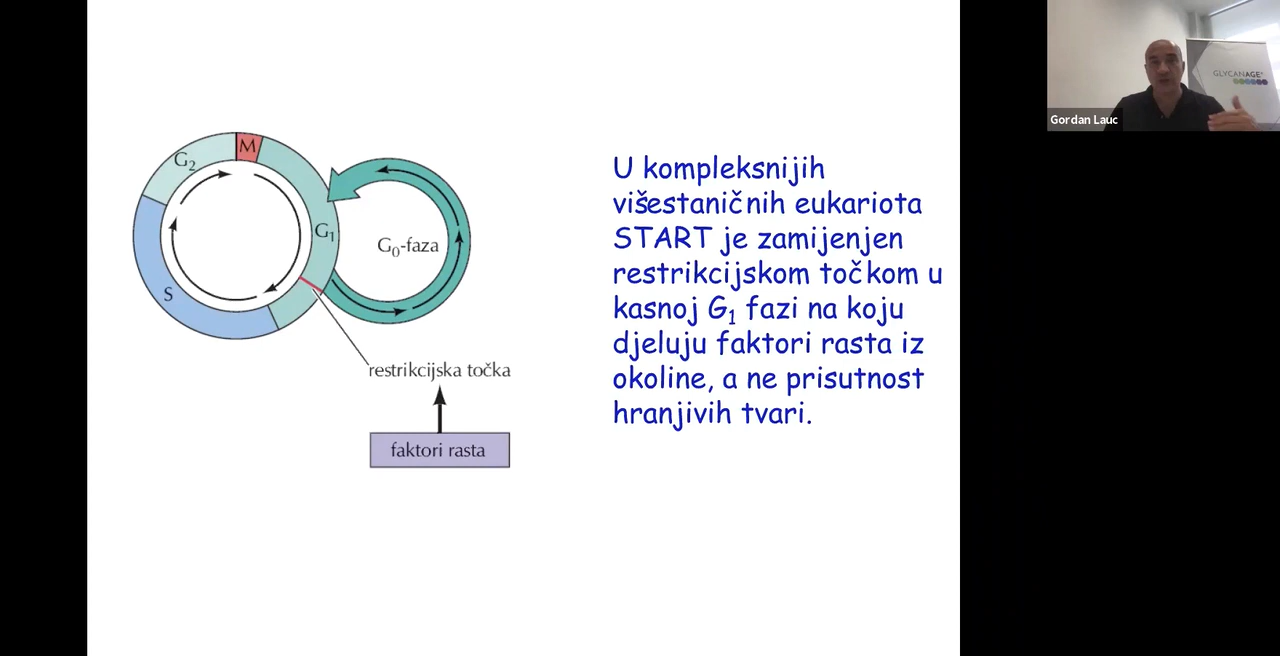 G₂
M
G₁
S
G₀-faza
restrikcijska točka
faktori rasta
U kompleksnijih
višestaničnih eukariota
START je zamijenjen
restrikcijskom točkom u
kasnoj G₁ fazi na koju
djeluju faktori rasta iz
okoline, a ne prisutnost
hranjivih tvari.
GLYCANAGE
Gordan Lauc